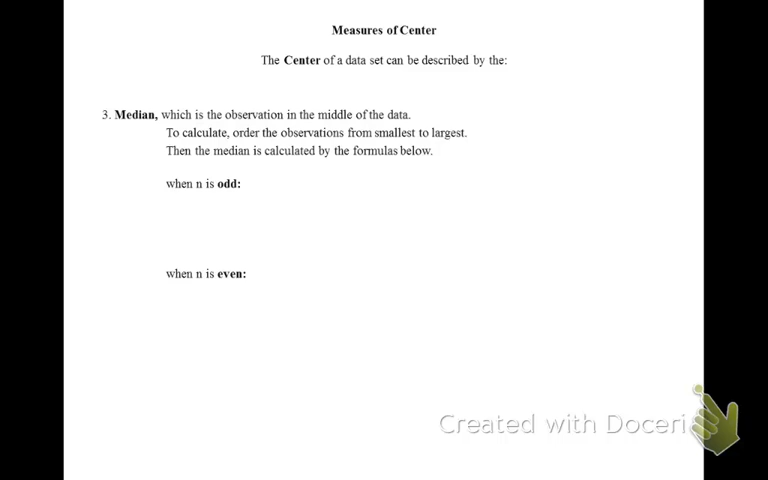 Measures of Center
The Center of a data set can be described by the:
3. Median, which is the observation in the middle of the data.
To calculate, order the observations from smallest to largest.
Then the median is calculated by the formulas below.
when n is odd:
when n is even:
Created with Doceri